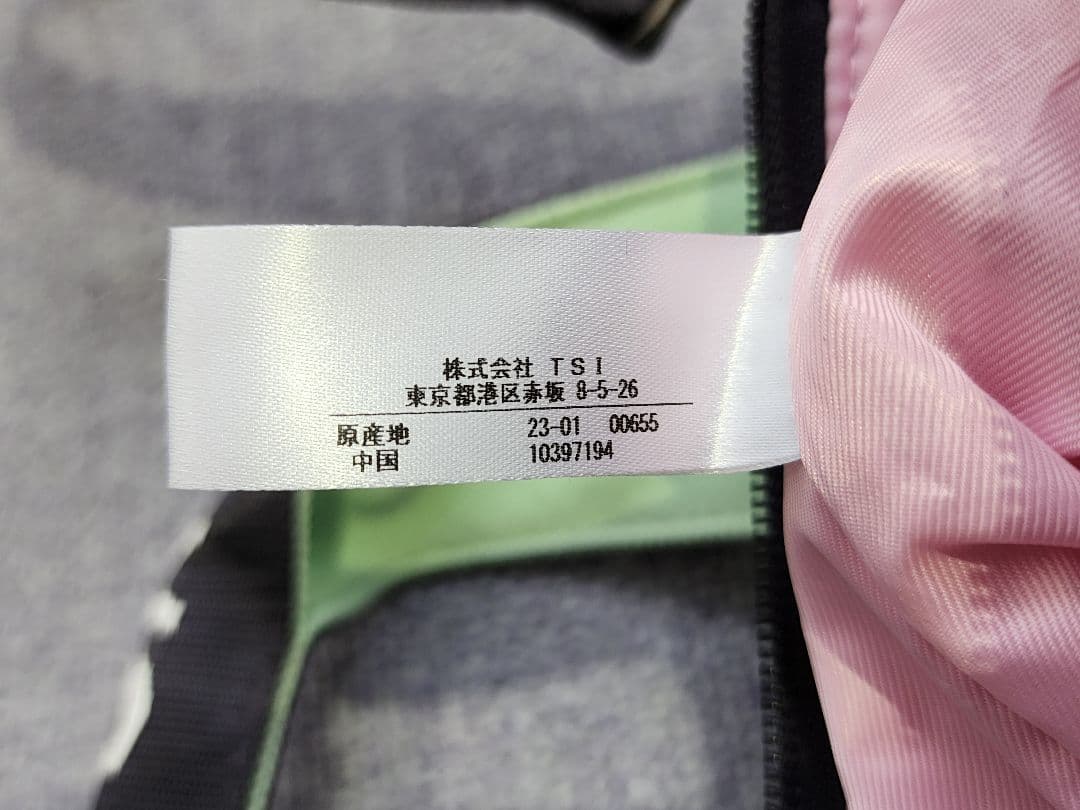 株式会社 TSI
東京都港区赤坂 8-5-26
原産地 23-01 00655
中国 10397194